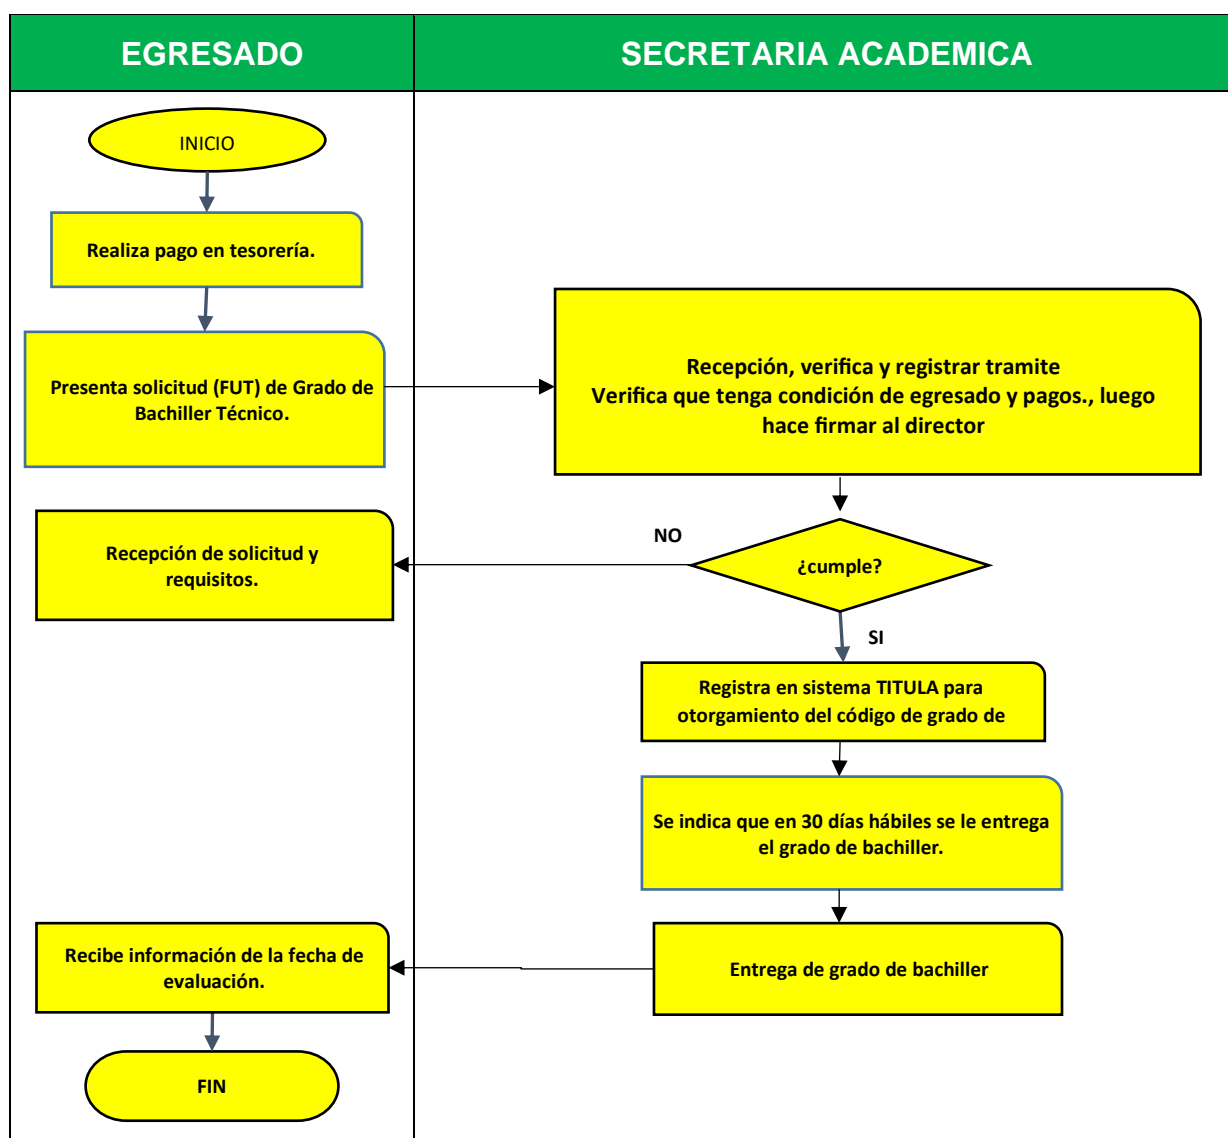 EGRESADO
SECRETARIA ACADEMICA
INICIO
Realiza pago en tesorería.
Presenta solicitud (FUT) de Grado de
Bachiller Técnico.
Recepción, verifica y registrar tramite
Verifica que tenga condición de egresado y pagos., luego
hace firmar al director
¿cumple?
NO
Recepción de solicitud y
requisitos.
SI
Registra en sistema TITULA para
otorgamiento del código de grado de
Se indica que en 30 días hábiles se le entrega
el grado de bachiller.
Entrega de grado de bachiller
Recibe información de la fecha de
evaluación.
FIN